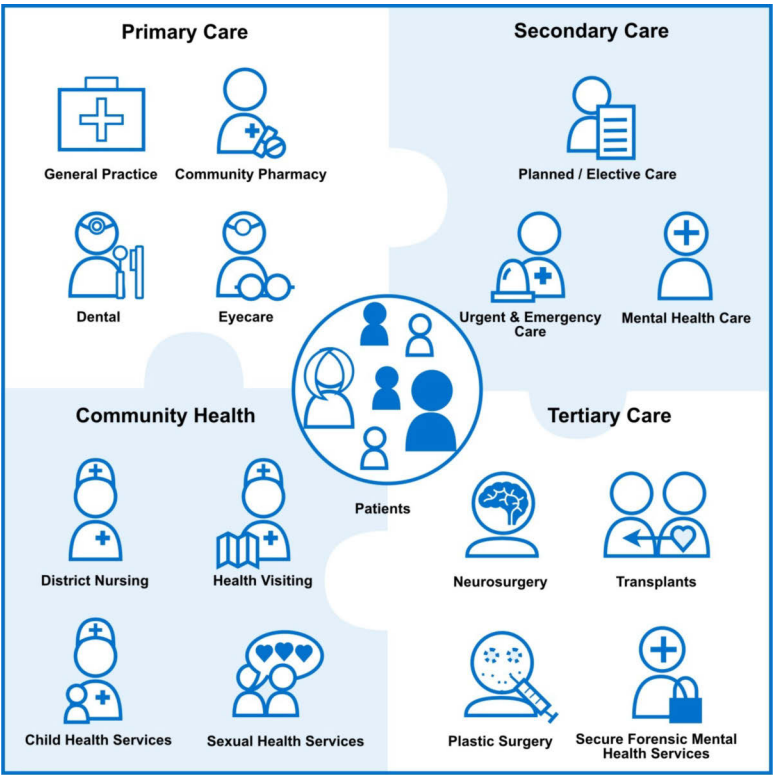 Primary Care
General Practice
Community Pharmacy
Dental
Eyecare
Secondary Care
Planned / Elective Care
Urgent & Emergency
Care
Mental Health Care
Patients
Community Health
District Nursing
Health Visiting
Child Health Services
Sexual Health Services
Tertiary Care
Neurosurgery
Transplants
Plastic Surgery
Secure Forensic Mental
Health Services